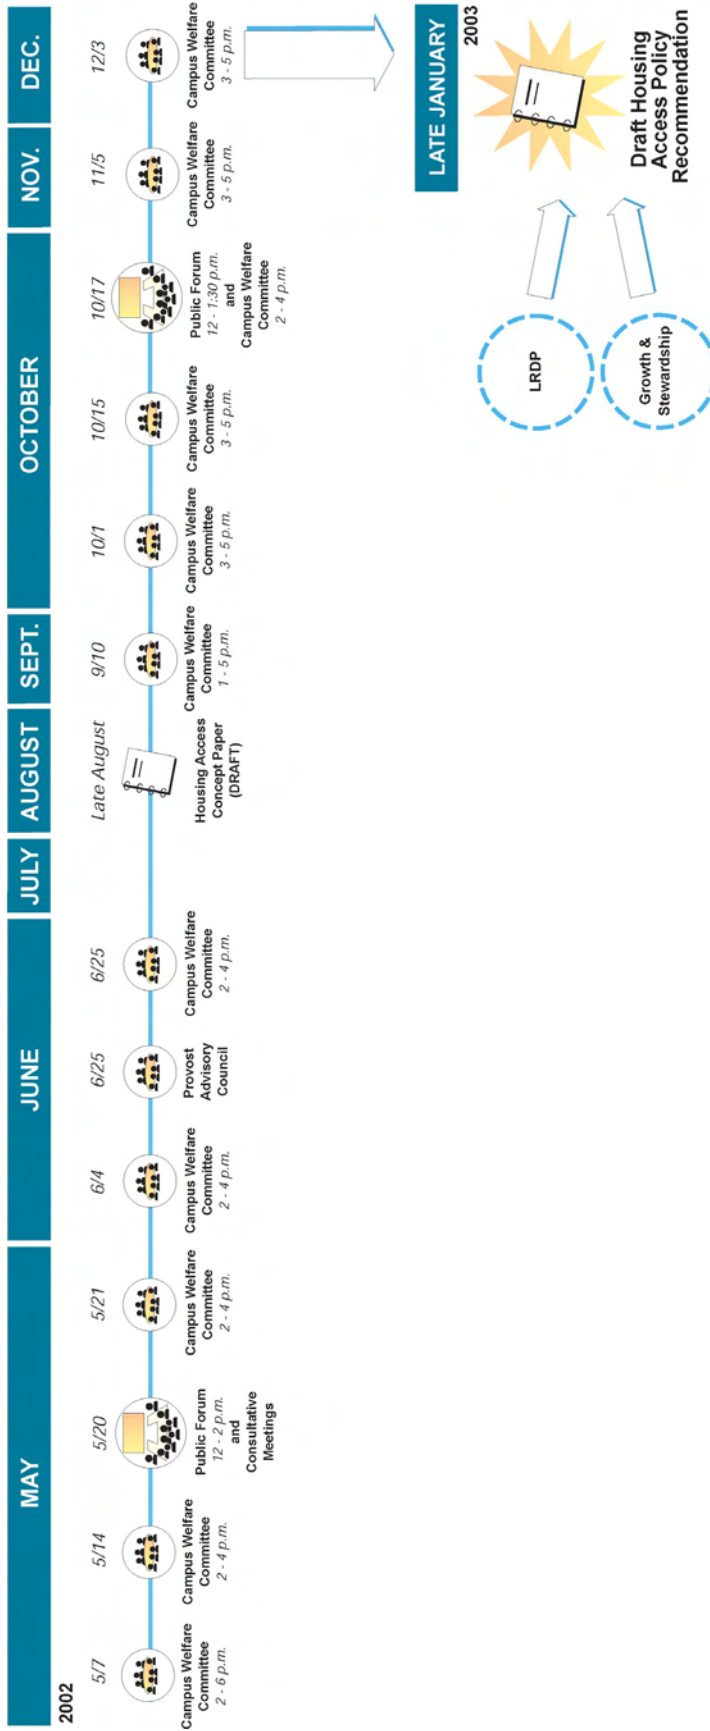 MAY
JUNE
JULY
AUGUST
SEPT.
OCTOBER
NOV.
DEC.
2002
5/7
Campus Welfare
Committee
2 - 6 p.m.
5/14
Campus Welfare
Committee
2 - 4 p.m.
5/20
Public Forum
12 - 2 p.m.
and
Consultative
Meetings
5/21
Campus Welfare
Committee
2 - 4 p.m.
6/4
Campus Welfare
Committee
2 - 4 p.m.
6/25
Provost
Advisory
Council
6/25
Campus Welfare
Committee
2 - 4 p.m.
Late August
Housing Access
Concept Paper
(DRAFT)
9/10
Campus Welfare
Committee
1 - 5 p.m.
10/1
Campus Welfare
Committee
3 - 5 p.m.
10/15
Campus Welfare
Committee
3 - 5 p.m.
10/17
Public Forum
12 - 1:30 p.m.
and
Campus Welfare
Committee
2 - 4 p.m.
11/5
Campus Welfare
Committee
3 - 5 p.m.
12/3
Campus Welfare
Committee
3 - 5 p.m.
LATE JANUARY
2003
LRDP
Growth &
Stewardship
Draft Housing
Access Policy
Recommendation